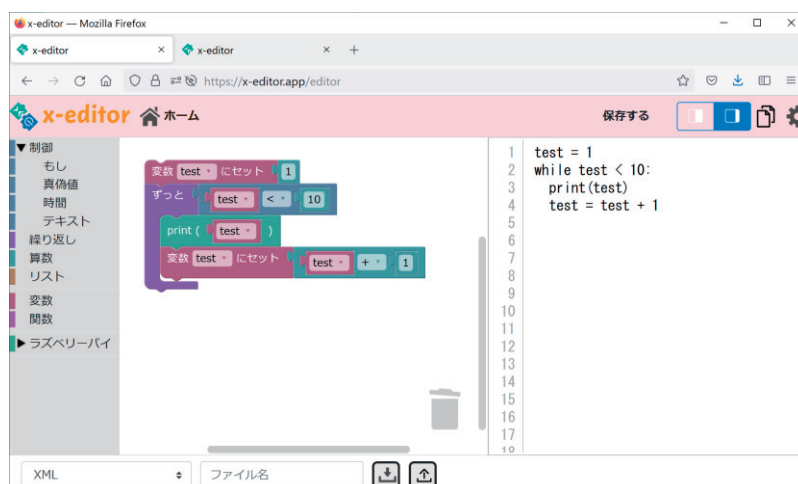 x-editor — Mozilla Firefox
x-editor
x-editor
https://x-editor.app/editor
x-editor ホーム 保存する
制御
もし
真偽値
時間
テキスト
繰り返し
算数
リスト
変数
関数
ラズベリーパイ
変数 test にセット 1
ずっと test < 10
print ( test )
変数 test にセット test + 1
1 test = 1
2 while test < 10:
3 print(test)
4 test = test + 1
5
6
7
8
9
10
11
12
13
14
15
16
17
18
XML ファイル名